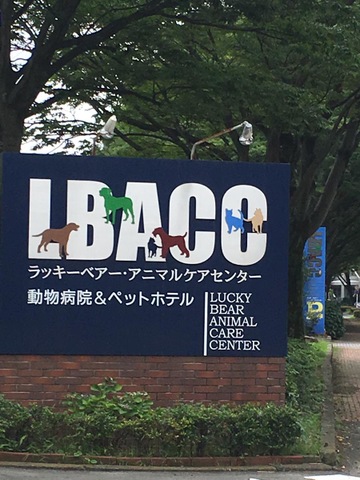 LBACC
ラッキーベアー・アニマルケアセンター
動物病院&ペットホテル
LUCKY
BEAR
ANIMAL
CARE
CENTER